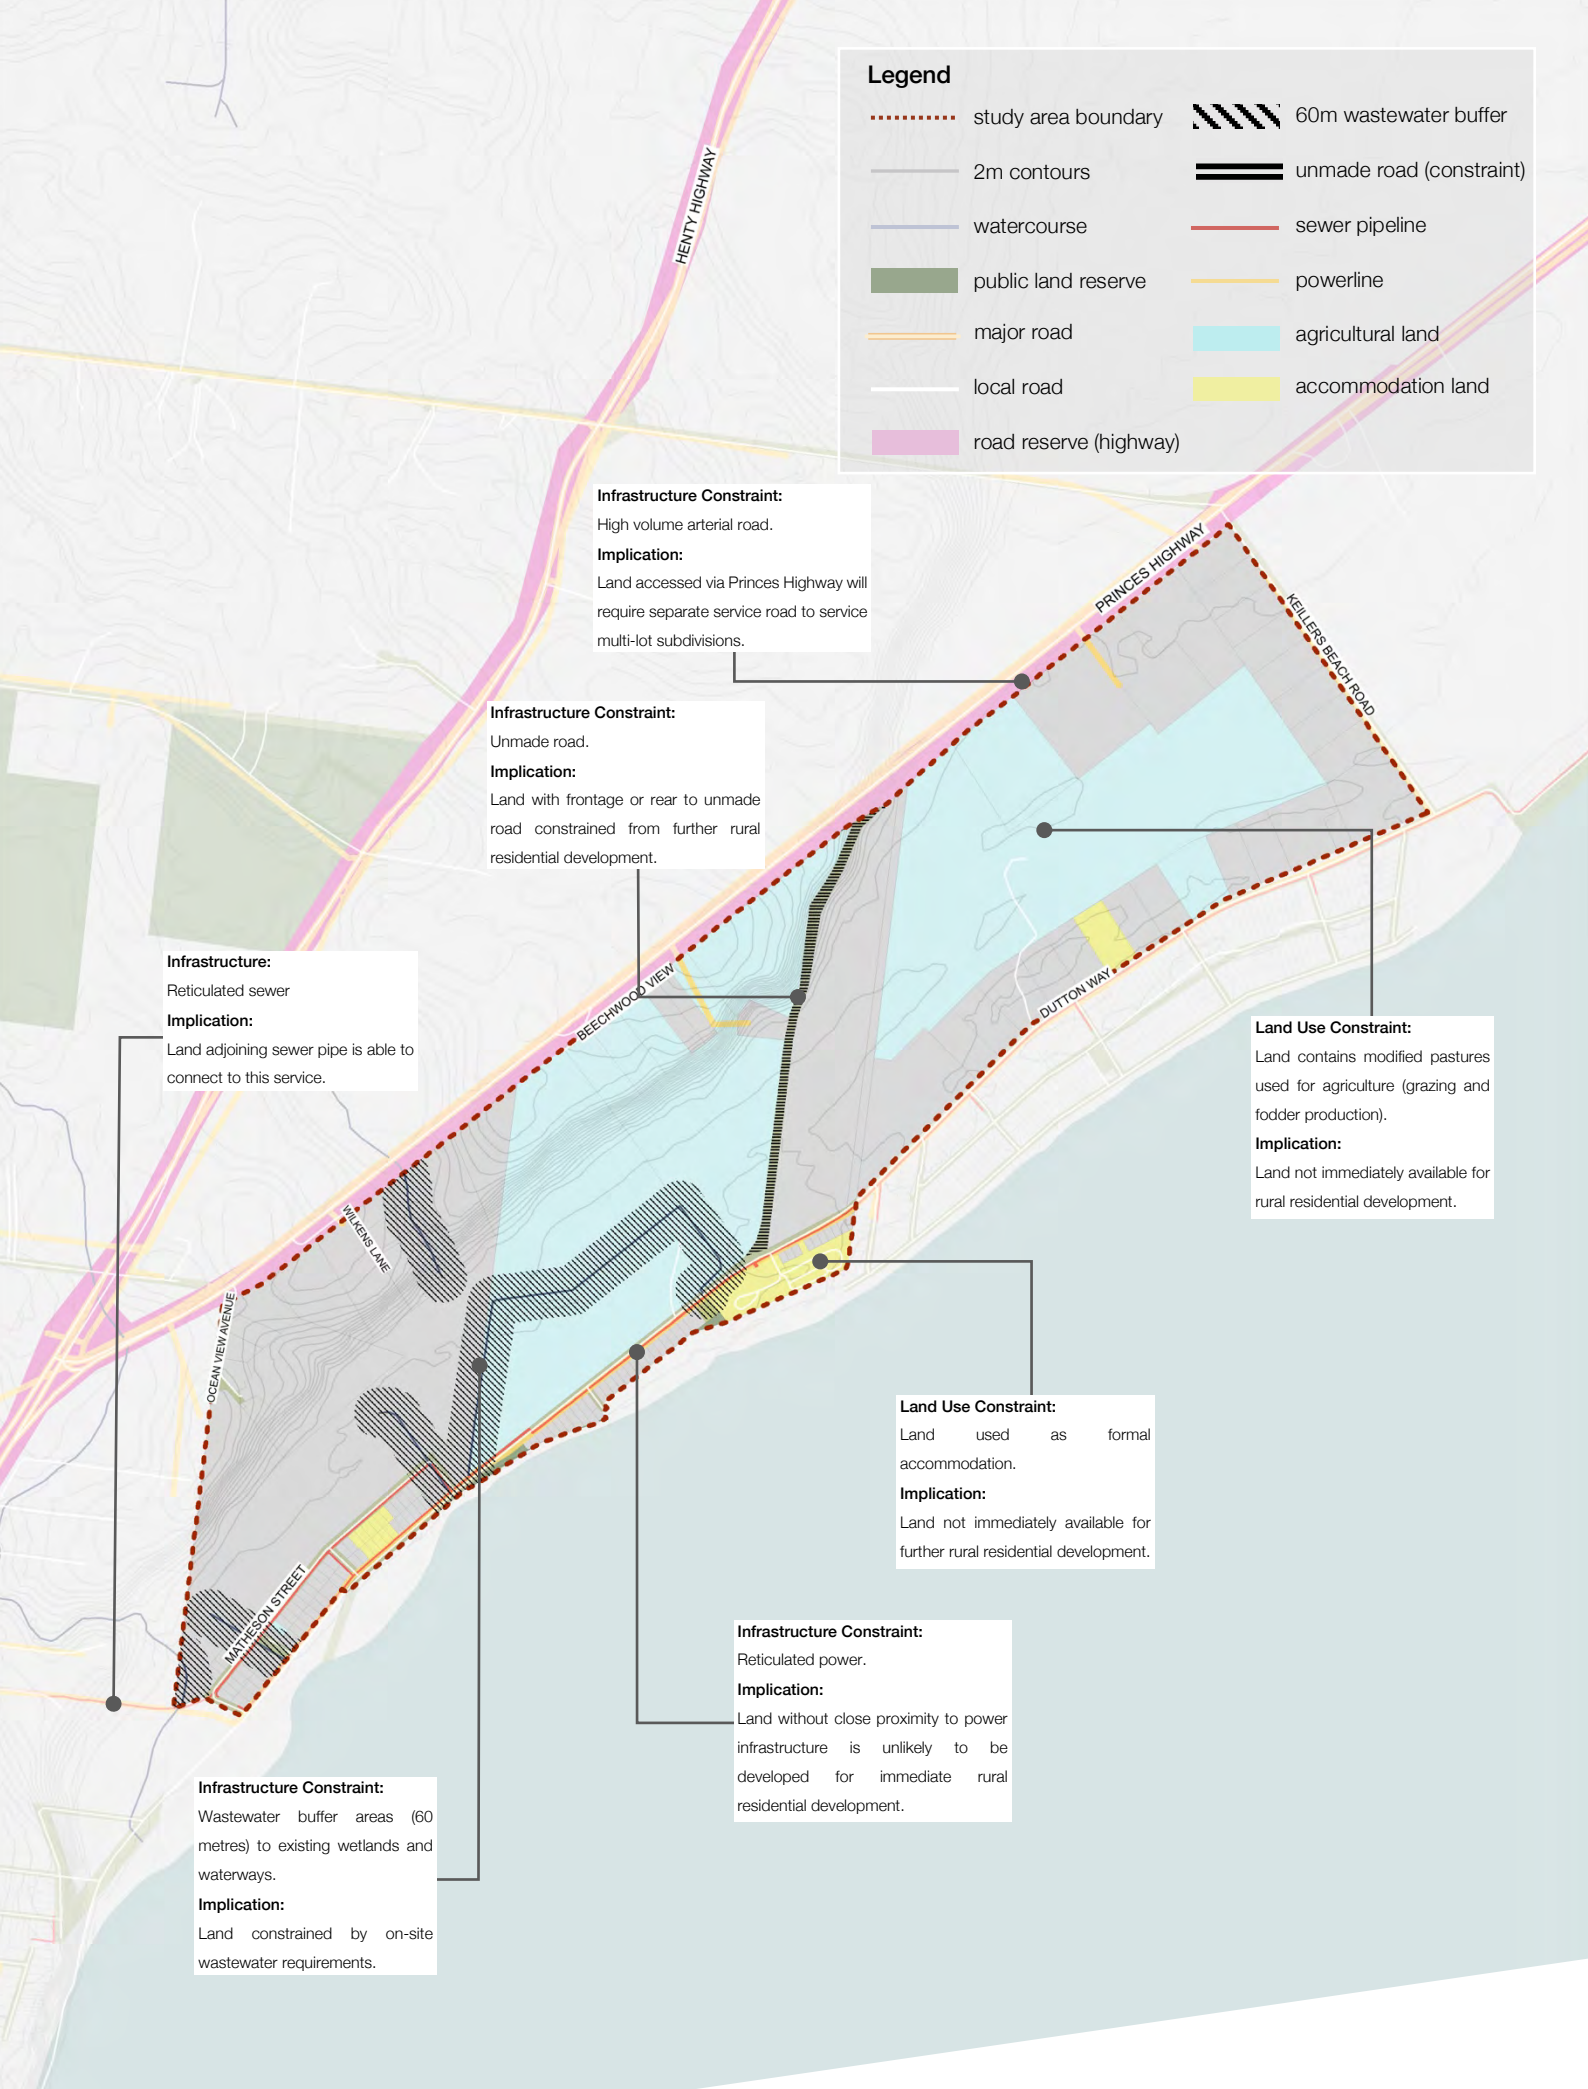 Legend
study area boundary
2m contours
watercourse
public land reserve
major road
local road
road reserve (highway)
60m wastewater buffer
unmade road (constraint)
sewer pipeline
powerline
agricultural land
accommodation land
HENTY HIGHWAY
Infrastructure Constraint:
High volume arterial road.
Implication:
Land accessed via Princes Highway will
require separate service road to service
multi-lot subdivisions.
PRINCES HIGHWAY
KEILLERS BEACH ROAD
Infrastructure Constraint:
Unmade road.
Implication:
Land with frontage or rear to unmade
road constrained from further rural
residential development.
Infrastructure:
Reticulated sewer
Implication:
Land adjoining sewer pipe is able to
connect to this service.
BEECHWOOD VIEW
DUTTON WAY
Land Use Constraint:
Land contains modified pastures
used for agriculture (grazing and
fodder production).
Implication:
Land not immediately available for
rural residential development.
WILKENS LANE
OCEAN VIEW AVENUE
Land Use Constraint:
Land used as formal
accommodation.
Implication:
Land not immediately available for
further rural residential development.
MATHESON STREET
Infrastructure Constraint:
Reticulated power.
Implication:
Land without close proximity to power
infrastructure is unlikely to be
developed for immediate rural
residential development.
Infrastructure Constraint:
Wastewater buffer areas (60
metres) to existing wetlands and
waterways.
Implication:
Land constrained by on-site
wastewater requirements.